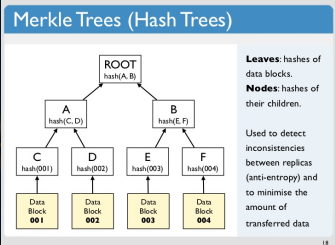 Merkle Trees (Hash Trees)
ROOT
hash(A, B)
A
hash(C, D)
B
hash(E, F)
C
hash(001)
D
hash(002)
E
hash(003)
F
hash(004)
Data
Block
001
Data
Block
002
Data
Block
003
Data
Block
004
Leaves: hashes of
data blocks.
Nodes: hashes of
their children.
Used to detect
inconsistencies
between replicas
(anti-entropy) and
to minimise the
amount of
transferred data
18